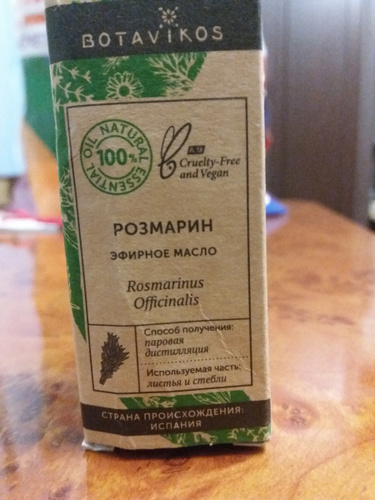 BOTAVIKOS
OIL NATURAL ESSENTIAL
100%
Cruelty-Free
and Vegan
РОЗМАРИН
ЭФИРНОЕ МАСЛО
Rosmarinus
Officinalis
Способ получения:
паровая
дистилляция
Используемая часть:
листья и стебли
СТРАНА ПРОИСХОЖДЕНИЯ:
ИСПАНИЯ